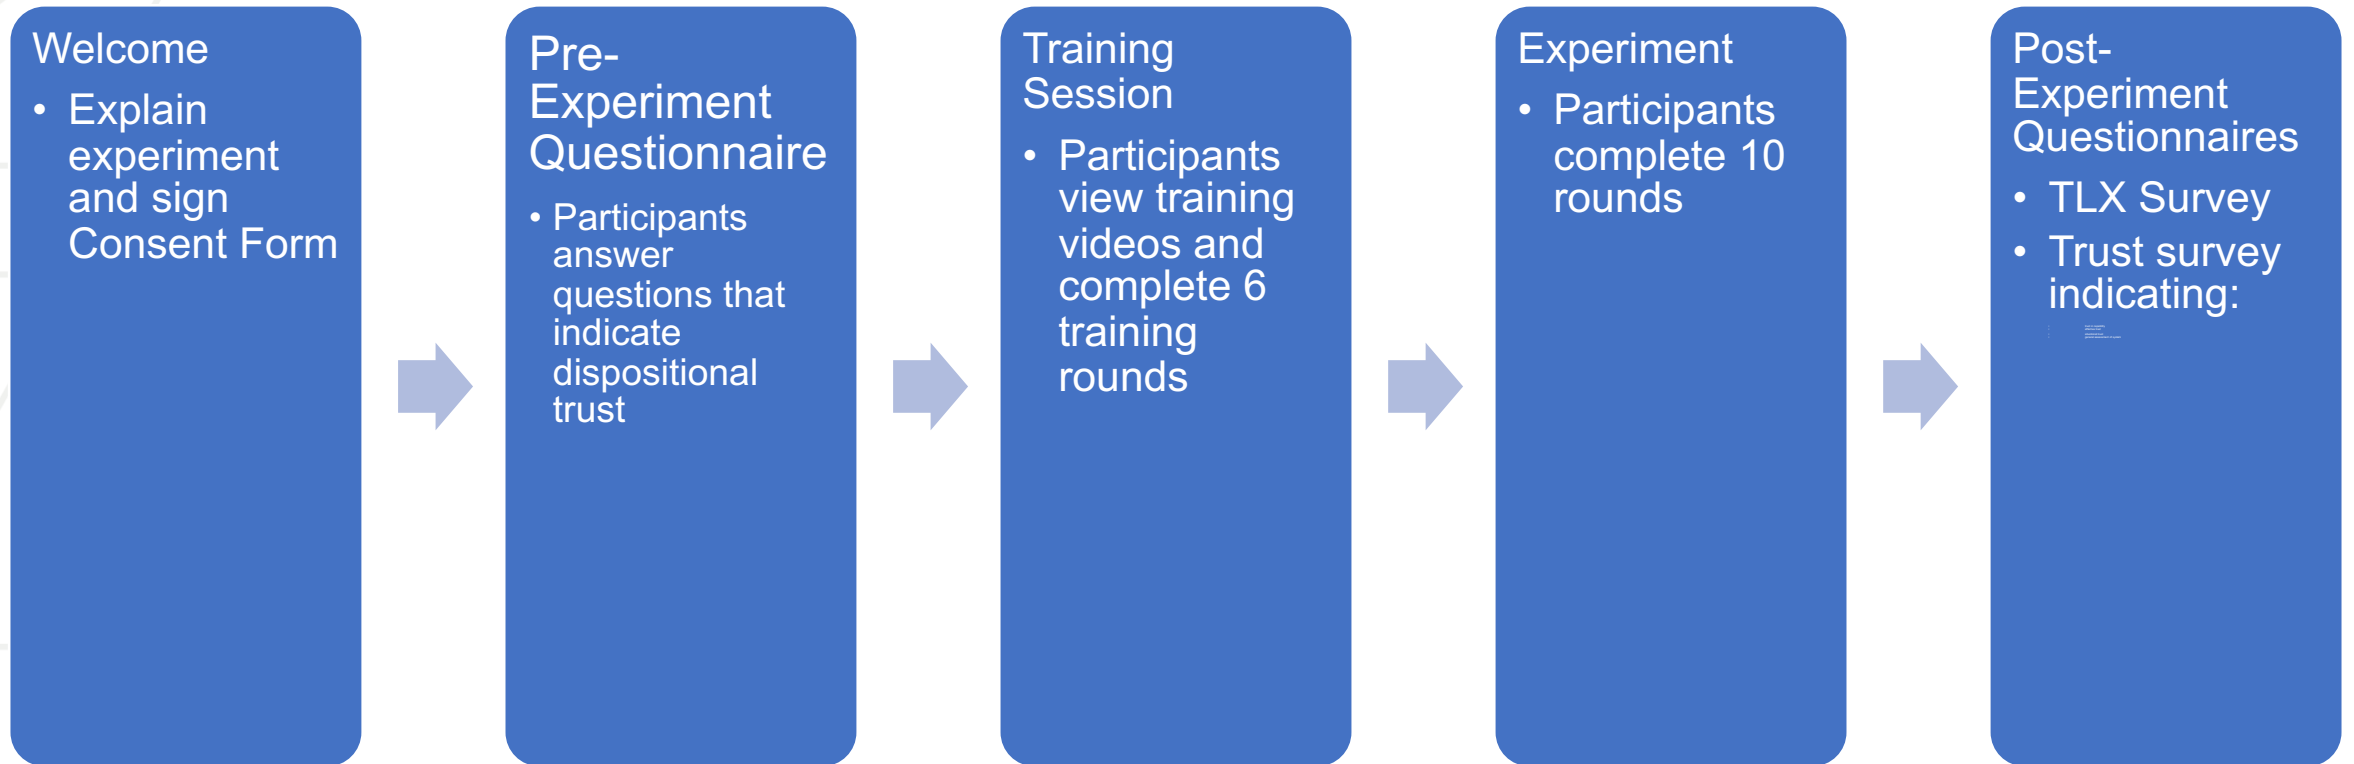 Welcome
• Explain
experiment
and sign
Consent Form
Pre-
Experiment
Questionnaire
• Participants
answer
questions that
indicate
dispositional
trust
Training
Session
• Participants
view training
videos and
complete 6
training
rounds
Experiment
• Participants
complete 10
rounds
Post-
Experiment
Questionnaires
• TLX Survey
• Trust survey
indicating: